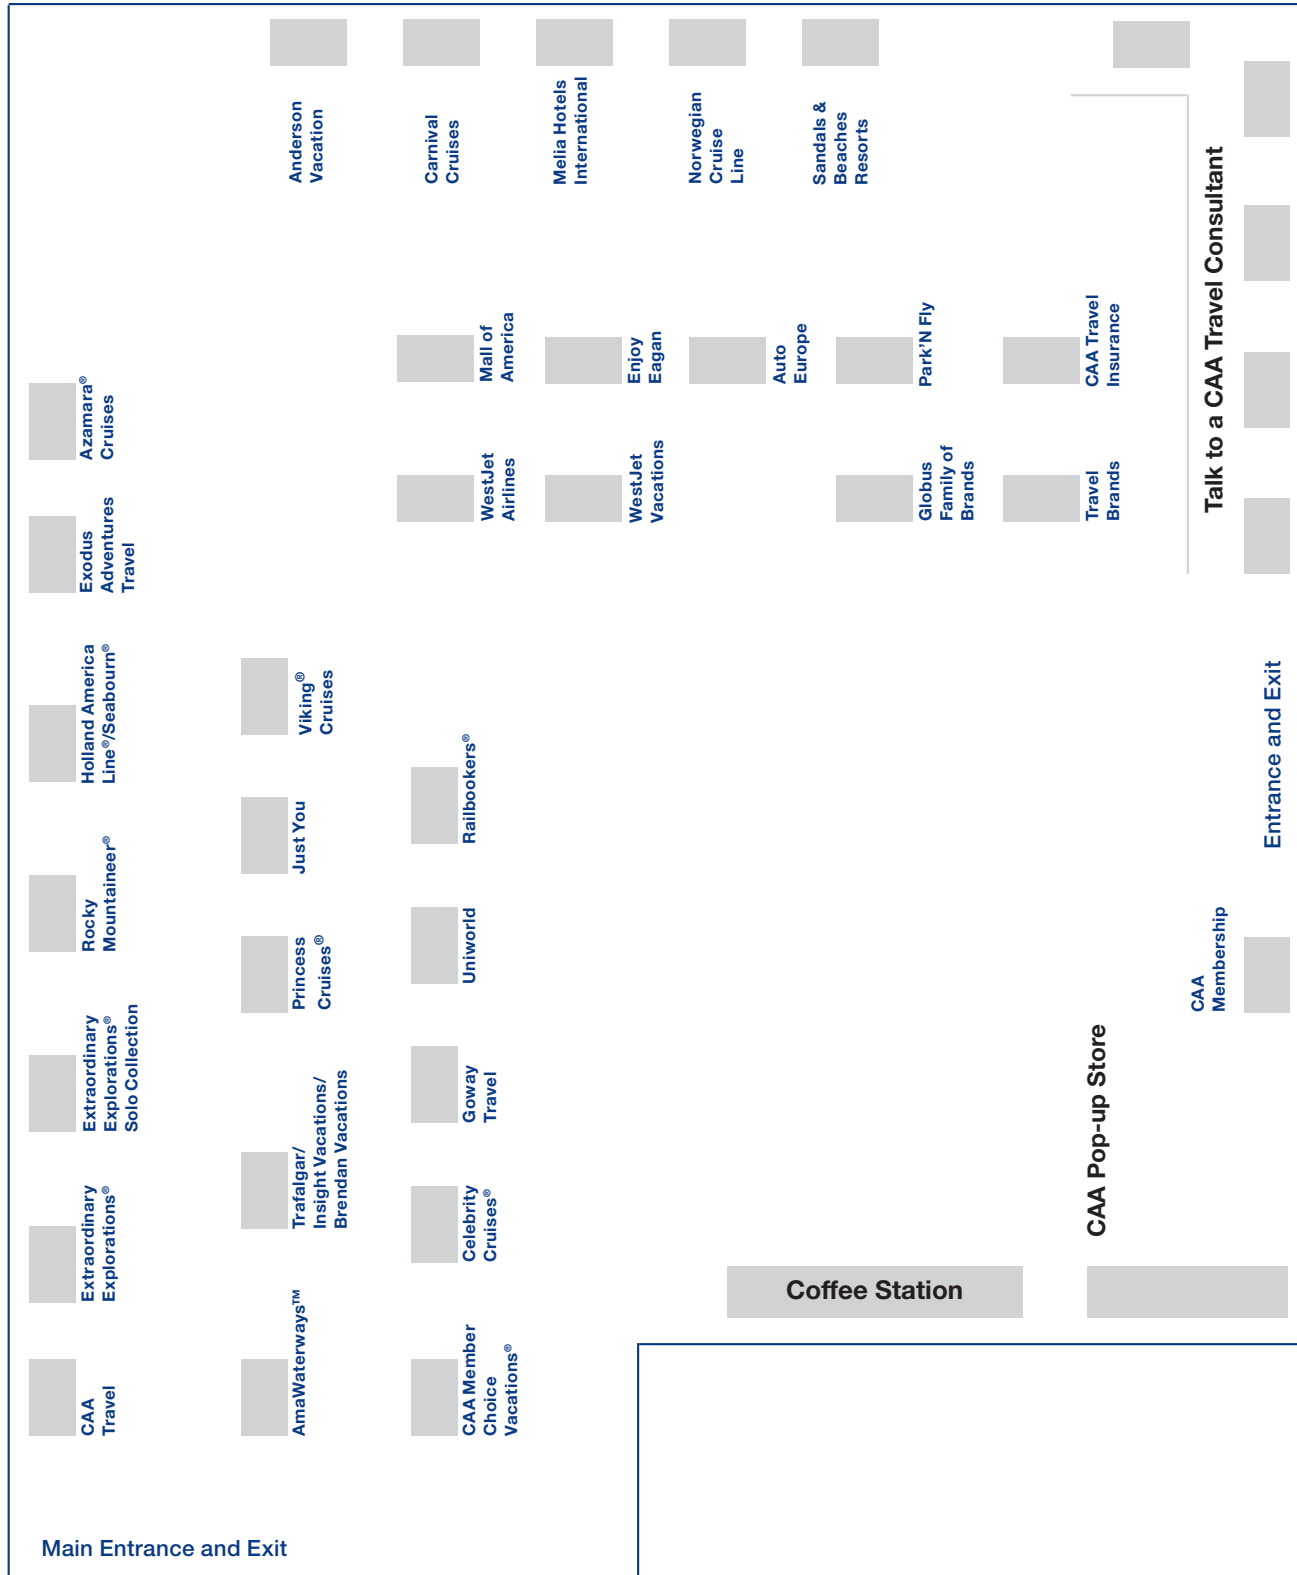 Anderson
Vacation
Carnival
Cruises
Melia Hotels
International
Norwegian
Cruise
Line
Sandals &
Beaches
Resorts
Talk to a CAA Travel Consultant
Mall of
America
Enjoy
Eagan
Auto
Europe
Park'N Fly
CAA Travel
Insurance
WestJet
Airlines
WestJet
Vacations
Globus
Family of
Brands
Travel
Brands
Azamara®
Cruises
Exodus
Adventures
Travel
Holland America
Line®/Seabourn®
Rocky
Mountaineer®
Extraordinary
Explorations®
Solo Collection
Extraordinary
Explorations®
CAA
Travel
Viking®
Cruises
Just You
Princess
Cruises®
Trafalgar/
Insight Vacations/
Brendan Vacations
AmaWaterways™
Railbookers®
Uniworld
Goway
Travel
Celebrity
Cruises®
CAA Member
Choice
Vacations®
Entrance and Exit
CAA
Membership
CAA Pop-up Store
Coffee Station
Main Entrance and Exit